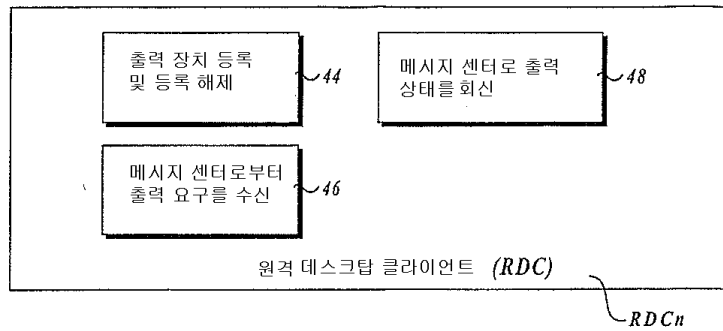 출력 장치 등록
및 등록 해제
44
메시지 센터로 출력
상태를 회신
48
메시지 센터로부터
출력 요구를 수신
46
원격 데스크탑 클라이언트 (RDC)
RDCn